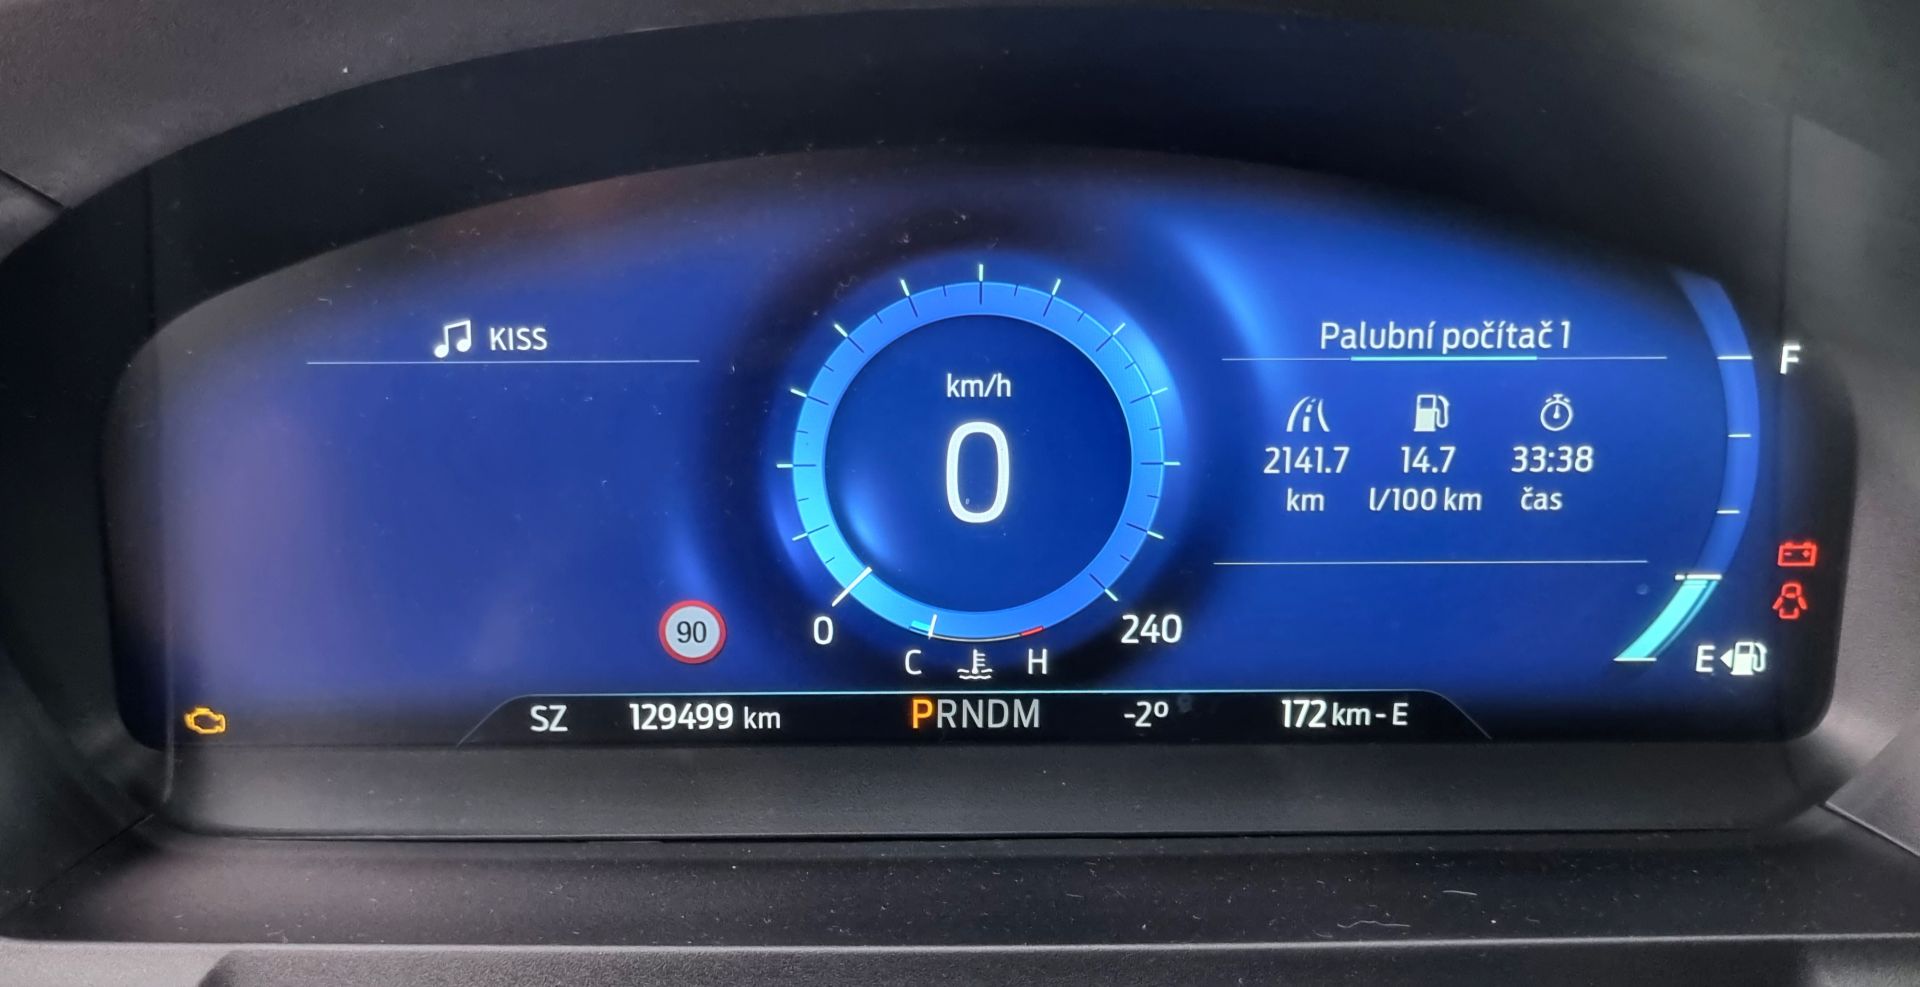 KISS
km/h
0
Palubní počítač 1
2141.7 14.7 33:38
km l/100 km čas
F
90
0
240
C H
E
SZ 129499 km PRNDM -2° 172 km - E